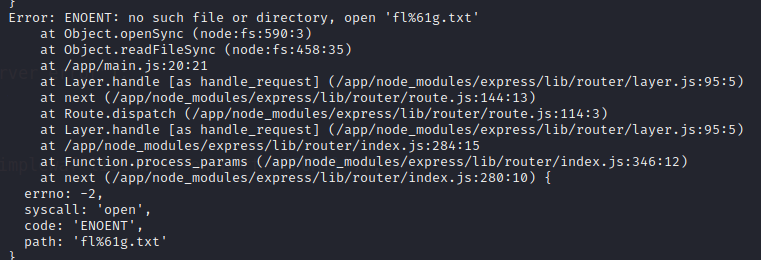 }
Error: ENOENT: no such file or directory, open 'fl%61g.txt'
    at Object.openSync (node:fs:590:3)
    at Object.readFileSync (node:fs:458:35)
    at /app/main.js:20:21
    at Layer.handle [as handle_request] (/app/node_modules/express/lib/router/layer.js:95:5)
    at next (/app/node_modules/express/lib/router/route.js:144:13)
    at Route.dispatch (/app/node_modules/express/lib/router/route.js:114:3)
    at Layer.handle [as handle_request] (/app/node_modules/express/lib/router/layer.js:95:5)
    at /app/node_modules/express/lib/router/index.js:284:15
    at Function.process_params (/app/node_modules/express/lib/router/index.js:346:12)
    at next (/app/node_modules/express/lib/router/index.js:280:10) {
  errno: -2,
  syscall: 'open',
  code: 'ENOENT',
  path: 'fl%61g.txt'
}